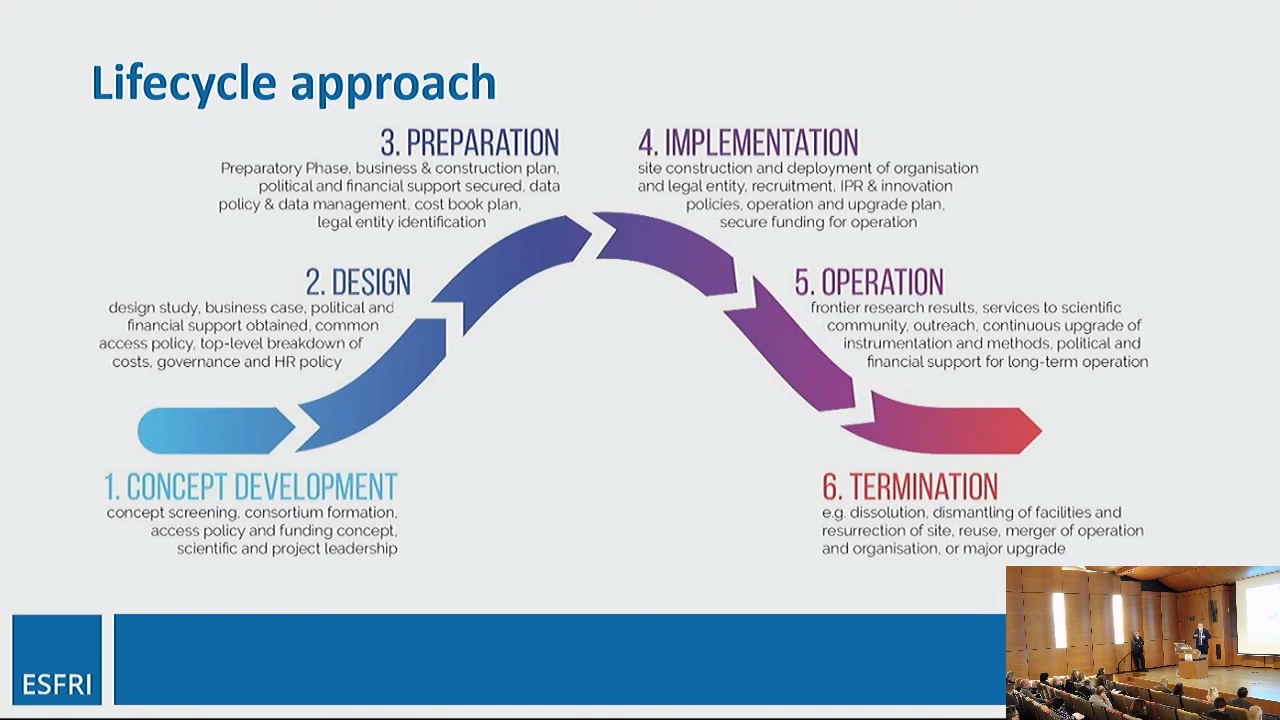 Lifecycle approach
3. PREPARATION
Preparatory Phase, business & construction plan,
political and financial support secured, data
policy & data management, cost book plan,
legal entity identification
4. IMPLEMENTATION
site construction and deployment of organisation
and legal entity, recruitment, IPR & innovation
policies, operation and upgrade plan,
secure funding for operation
2. DESIGN
design study, business case, political and
financial support obtained, common
access policy, top-level breakdown of
costs, governance and HR policy
5. OPERATION
frontier research results, services to scientific
community, outreach, continuous upgrade of
instrumentation and methods, political and
financial support for long-term operation
1. CONCEPT DEVELOPMENT
concept screening, consortium formation,
access policy and funding concept,
scientific and project leadership
6. TERMINATION
e.g. dissolution, dismantling of facilities and
resurrection of site, reuse, merger of operation
and organisation, or major upgrade
ESFRI